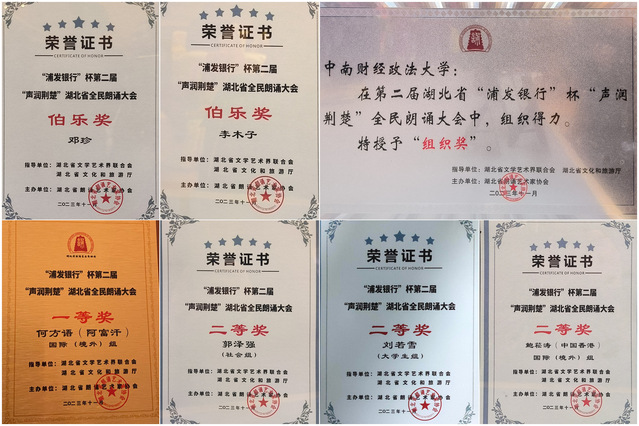 荣誉证书
CERTIFICATE OF HONOR
“浦发银行”杯第二届
“声润荆楚”湖北省全民朗诵大会
伯乐奖
邓珍
指导单位：湖北省文学艺术界联合会
湖北省文化和旅游厅
主办单位：湖北省朗诵艺术家协会
二〇二三年十一月
荣誉证书
CERTIFICATE OF HONOR
“浦发银行”杯第二届
“声润荆楚”湖北省全民朗诵大会
伯乐奖
李木子
指导单位：湖北省文学艺术界联合会
湖北省文化和旅游厅
主办单位：湖北省朗诵艺术家协会
二〇二三年十一月
中南财经政法大学：
在第二届湖北省“浦发银行”杯“声润
荆楚”全民朗诵大会中，组织得力。
特授予“组织奖”。
指导单位：湖北省文学艺术界联合会 湖北省文化和旅游厅
主办单位：湖北省朗诵艺术家协会
二〇二三年十一月
“浦发银行”杯第二届
“声润荆楚”湖北省全民朗诵大会
一等奖
何方语（阿富汗）
国际（境外）组
指导单位：湖北省文学艺术界联合会
湖北省文化和旅游厅
主办单位：湖北省朗诵艺术家协会
二〇二三年十一月
荣誉证书
CERTIFICATE OF HONOR
“浦发银行”杯第二届
“声润荆楚”湖北省全民朗诵大会
二等奖
郭泽强
（社会组）
指导单位：湖北省文学艺术界联合会
湖北省文化和旅游厅
主办单位：湖北省朗诵艺术家协会
二〇二三年十一月
荣誉证书
CERTIFICATE OF HONOR
“浦发银行”杯第二届
“声润荆楚”湖北省全民朗诵大会
二等奖
刘若雪
（大学生组）
指导单位：湖北省文学艺术界联合会
湖北省文化和旅游厅
主办单位：湖北省朗诵艺术家协会
二〇二三年十一月
荣誉证书
CERTIFICATE OF HONOR
“浦发银行”杯第二届
“声润荆楚”湖北省全民朗诵大会
二等奖
鲍菘涛（中国香港）
国际（境外）组
指导单位：湖北省文学艺术界联合会
湖北省文化和旅游厅
主办单位：湖北省朗诵艺术家协会
二〇二三年十一月